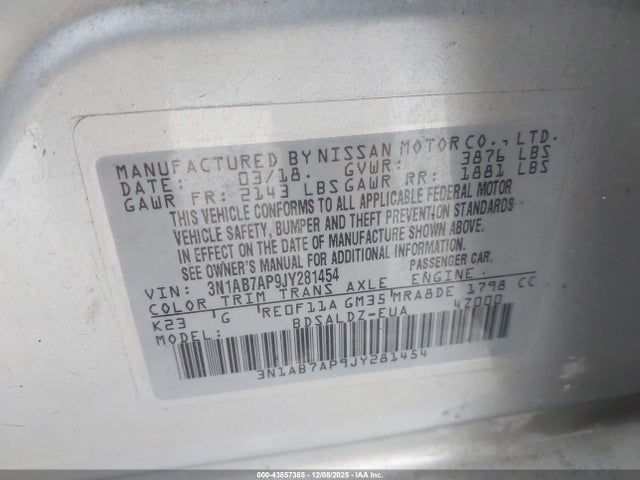 MANUFACTURED BY NISSAN MOTOR CO., LTD.
DATE: 03/18. GVWR: 3876 LBS
GAWR FR: 2143 LBS GAWR RR: 1881 LBS
THIS VEHICLE CONFORMS TO ALL APPLICABLE FEDERAL MOTOR
VEHICLE SAFETY, BUMPER AND THEFT PREVENTION STANDARDS
IN EFFECT ON THE DATE OF MANUFACTURE SHOWN ABOVE.
SEE OWNER'S MANUAL FOR ADDITIONAL INFORMATION.
VIN: 3N1AB7AP9JY281454 PASSENGER CAR.
COLOR TRIM TRANS AXLE ENGINE
K23 G RE0F11A GM35 MRA8DE 1798 CC
MODEL: BDSALDZ-EUA 47000
3N1AB7AP9JY281454
000-43857385 | 12/08/2025 - IAA Inc.